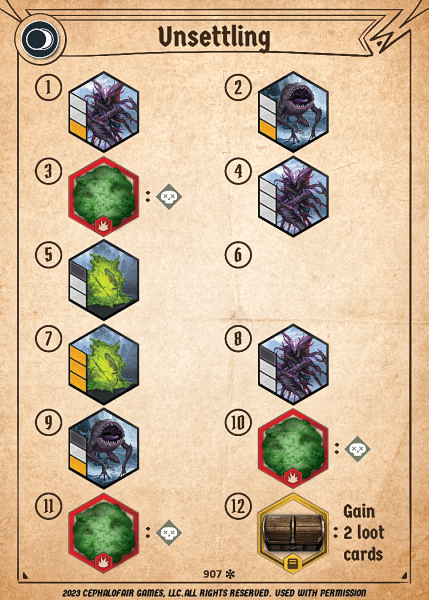 Unsettling
1
2
3 :
4
5
6
7
8
9
10 :
11 :
12 : Gain
2 loot
cards
907 ✻
2023 CEPHALOFAIR GAMES, LLC. ALL RIGHTS RESERVED. USED WITH PERMISSION